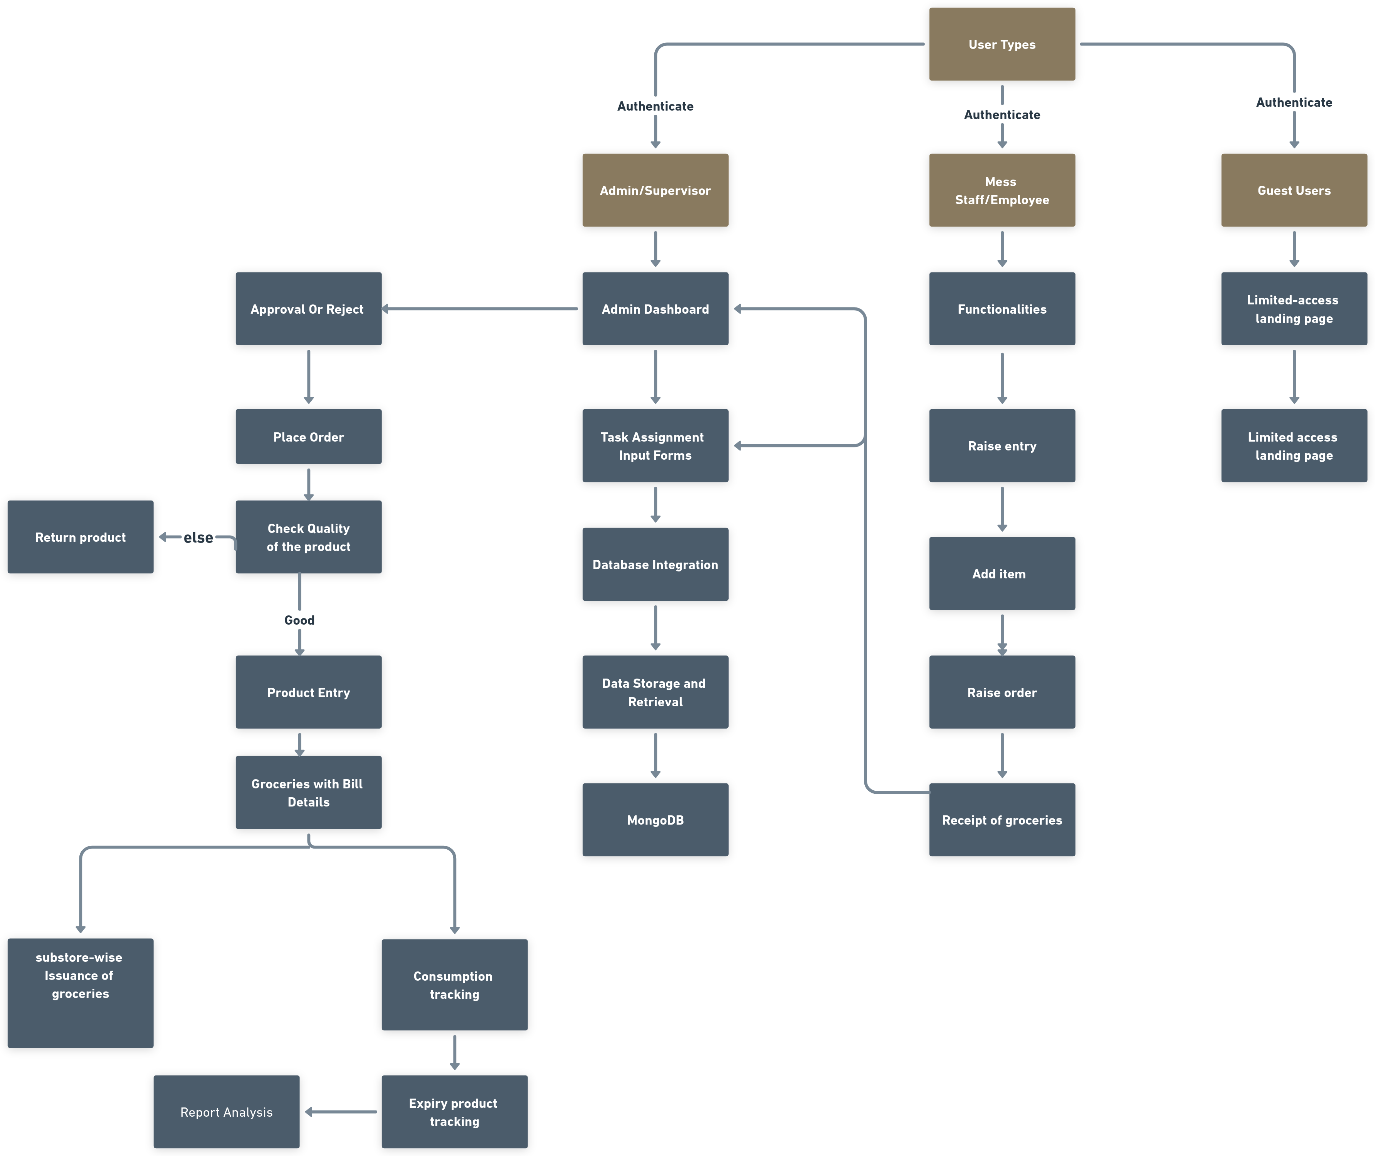 User Types
Authenticate
Authenticate
Authenticate
Admin/Supervisor
Mess
Staff/Employee
Guest Users
Approval Or Reject
Admin Dashboard
Functionalities
Limited-access
landing page
Place Order
Task Assignment
Input Forms
Raise entry
Limited access
landing page
Return product
else
Check Quality
of the product
Database Integration
Add item
Good
Product Entry
Data Storage and
Retrieval
Raise order
Groceries with Bill
Details
MongoDB
Receipt of groceries
substore-wise
Issuance of
groceries
Consumption
tracking
Report Analysis
Expiry product
tracking